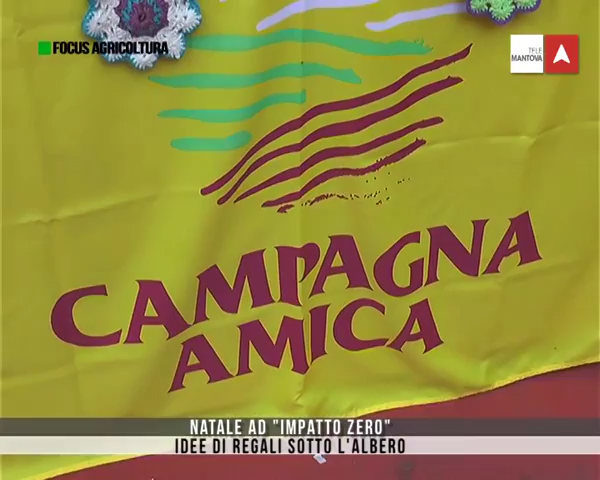 FOCUS AGRICOLTURA
TELE
MANTOVA
CAMPAGNA
AMICA
NATALE AD "IMPATTO ZERO"
IDEE DI REGALI SOTTO L'ALBERO